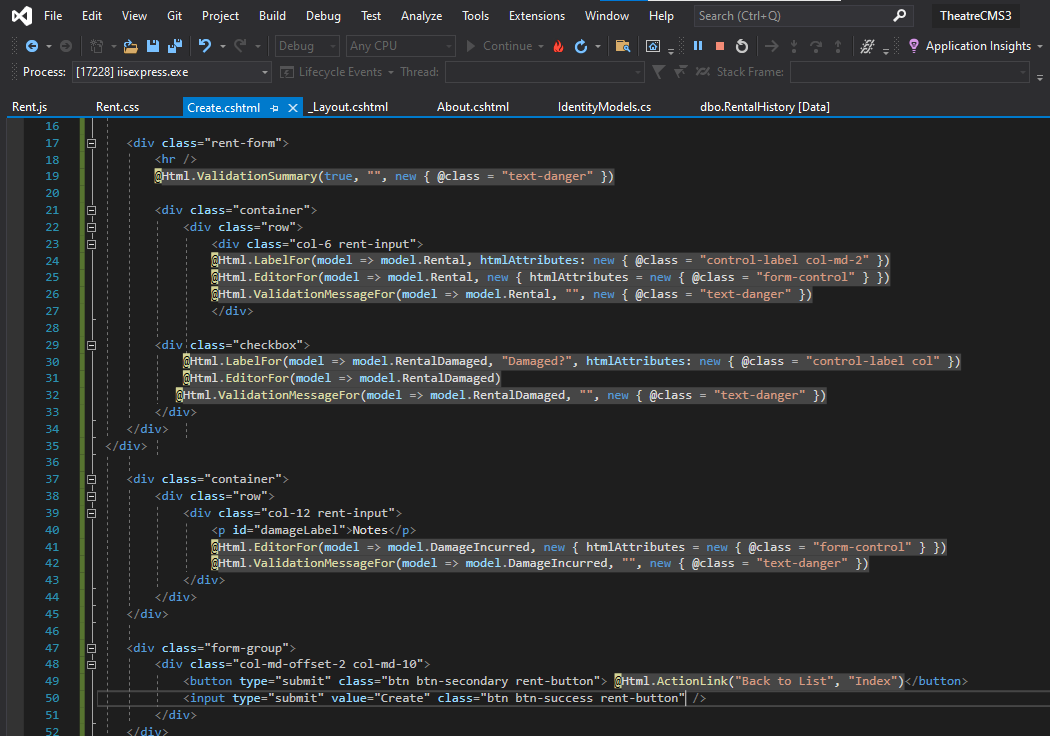 File Edit View Git Project Build Debug Test Analyze Tools Extensions Window Help Search (Ctrl+Q) TheatreCMS3
Debug Any CPU Continue Application Insights
Process: [17228] iisexpress.exe Lifecycle Events Thread: Stack Frame:
Rent.js Rent.css Create.cshtml _Layout.cshtml About.cshtml IdentityModels.cs dbo.RentalHistory [Data]
16
17 <div class="rent-form">
18 <hr />
19 @Html.ValidationSummary(true, "", new { @class = "text-danger" })
20
21 <div class="container">
22 <div class="row">
23 <div class="col-6 rent-input">
24 @Html.LabelFor(model => model.Rental, htmlAttributes: new { @class = "control-label col-md-2" })
25 @Html.EditorFor(model => model.Rental, new { htmlAttributes = new { @class = "form-control" } })
26 @Html.ValidationMessageFor(model => model.Rental, "", new { @class = "text-danger" })
27 </div>
28
29 <div class="checkbox">
30 @Html.LabelFor(model => model.RentalDamaged, "Damaged?", htmlAttributes: new { @class = "control-label col" })
31 @Html.EditorFor(model => model.RentalDamaged)
32 @Html.ValidationMessageFor(model => model.RentalDamaged, "", new { @class = "text-danger" })
33 </div>
34 </div>
35 </div>
36
37 <div class="container">
38 <div class="row">
39 <div class="col-12 rent-input">
40 <p id="damageLabel">Notes</p>
41 @Html.EditorFor(model => model.DamageIncurred, new { htmlAttributes = new { @class = "form-control" } })
42 @Html.ValidationMessageFor(model => model.DamageIncurred, "", new { @class = "text-danger" })
43 </div>
44 </div>
45 </div>
46
47 <div class="form-group">
48 <div class="col-md-offset-2 col-md-10">
49 <button type="submit" class="btn btn-secondary rent-button"> @Html.ActionLink("Back to List", "Index")</button>
50 <input type="submit" value="Create" class="btn btn-success rent-button" />
51 </div>
52 </div>